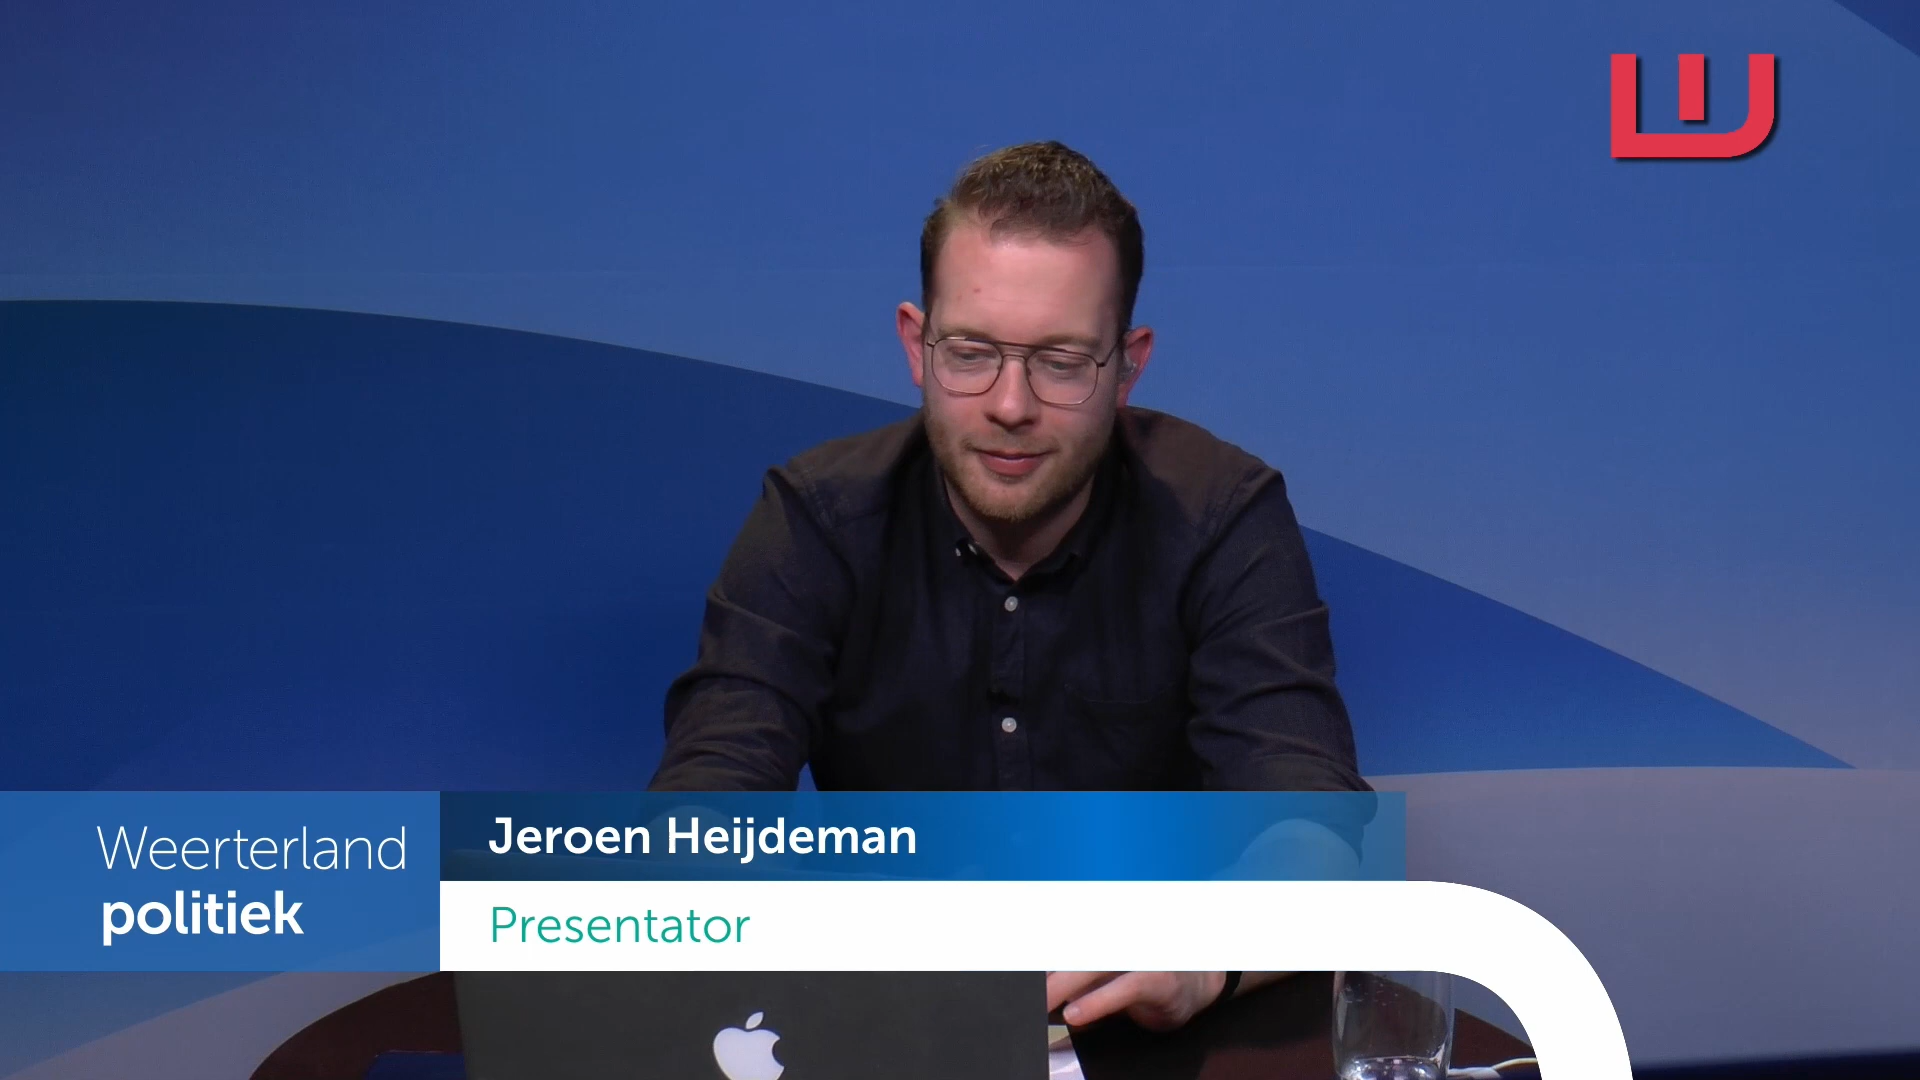 Weerterland
politiek
Jeroen Heijdeman
Presentator